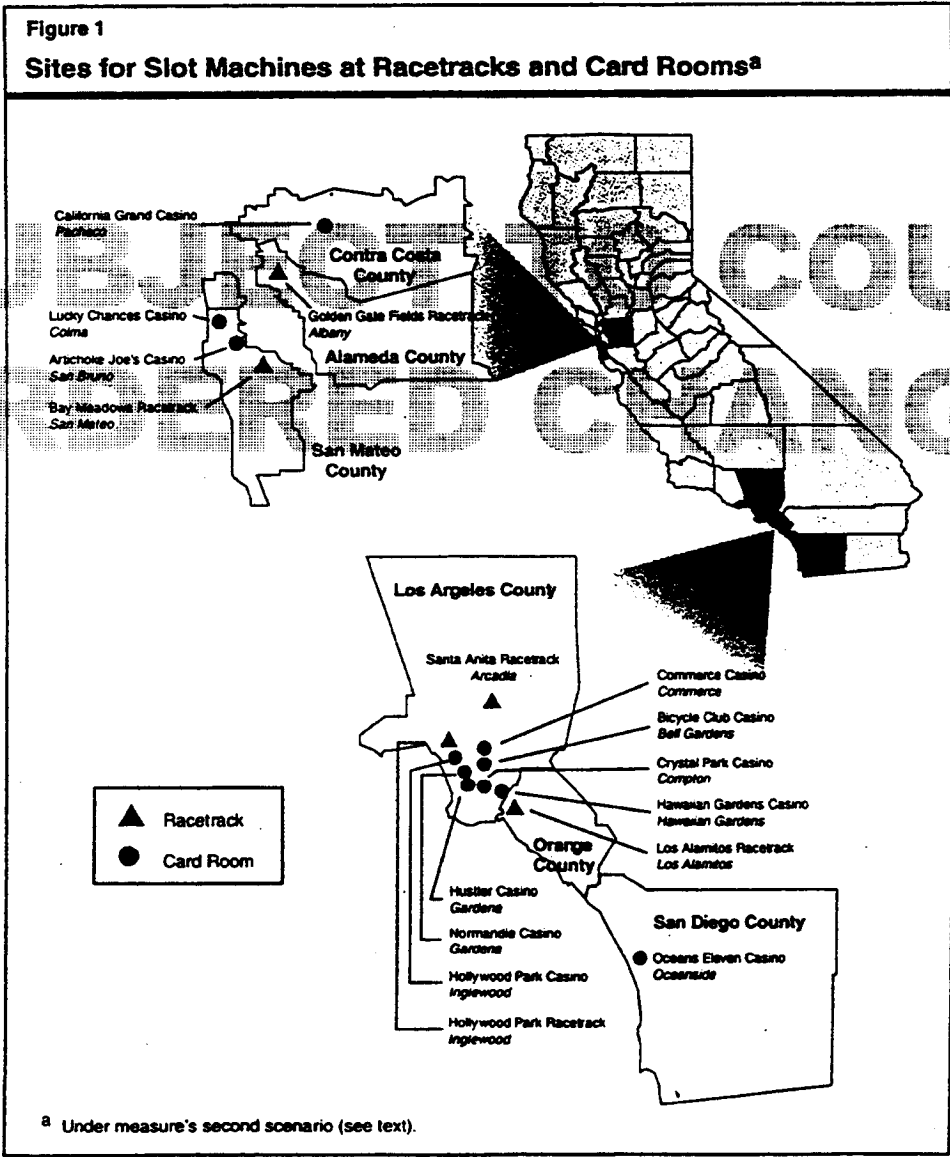 Figure 1
Sites for Slot Machines at Racetracks and Card Rooms^a
SUBJECT TO COU
ORDERED CHANG
California Grand Casino
Pacheco
Contra Costa
County
Lucky Chances Casino
Colma
Golden Gate Fields Racetrack
Albany
Artichoke Joe's Casino
San Bruno
Alameda County
Bay Meadows Racetrack
San Mateo
San Mateo
County
Los Angeles County
Santa Anita Racetrack
Arcadia
Commerce Casino
Commerce
Bicycle Club Casino
Bell Gardens
Crystal Park Casino
Compton
Hawaiian Gardens Casino
Hawaiian Gardens
Los Alamitos Racetrack
Los Alamitos
Racetrack
Card Room
Orange
County
Hustler Casino
Gardena
Normandie Casino
Gardena
Hollywood Park Casino
Inglewood
Hollywood Park Racetrack
Inglewood
San Diego County
Oceans Eleven Casino
Oceanside
a Under measure's second scenario (see text).